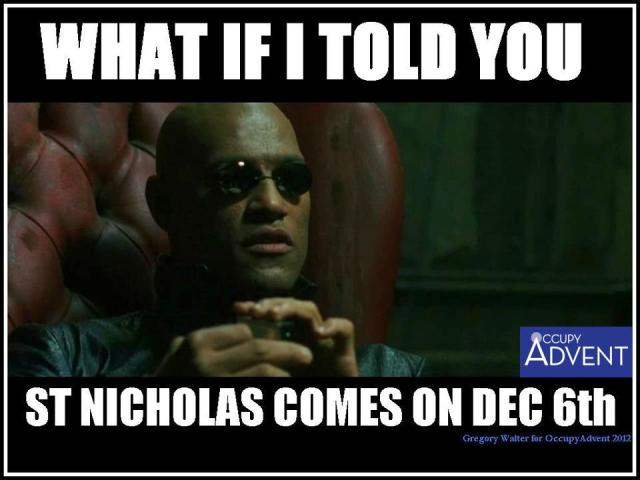 WHAT IF I TOLD YOU
OCCUPY
ADVENT
ST NICHOLAS COMES ON DEC 6th
Gregory Walter for OccupyAdvent 2012